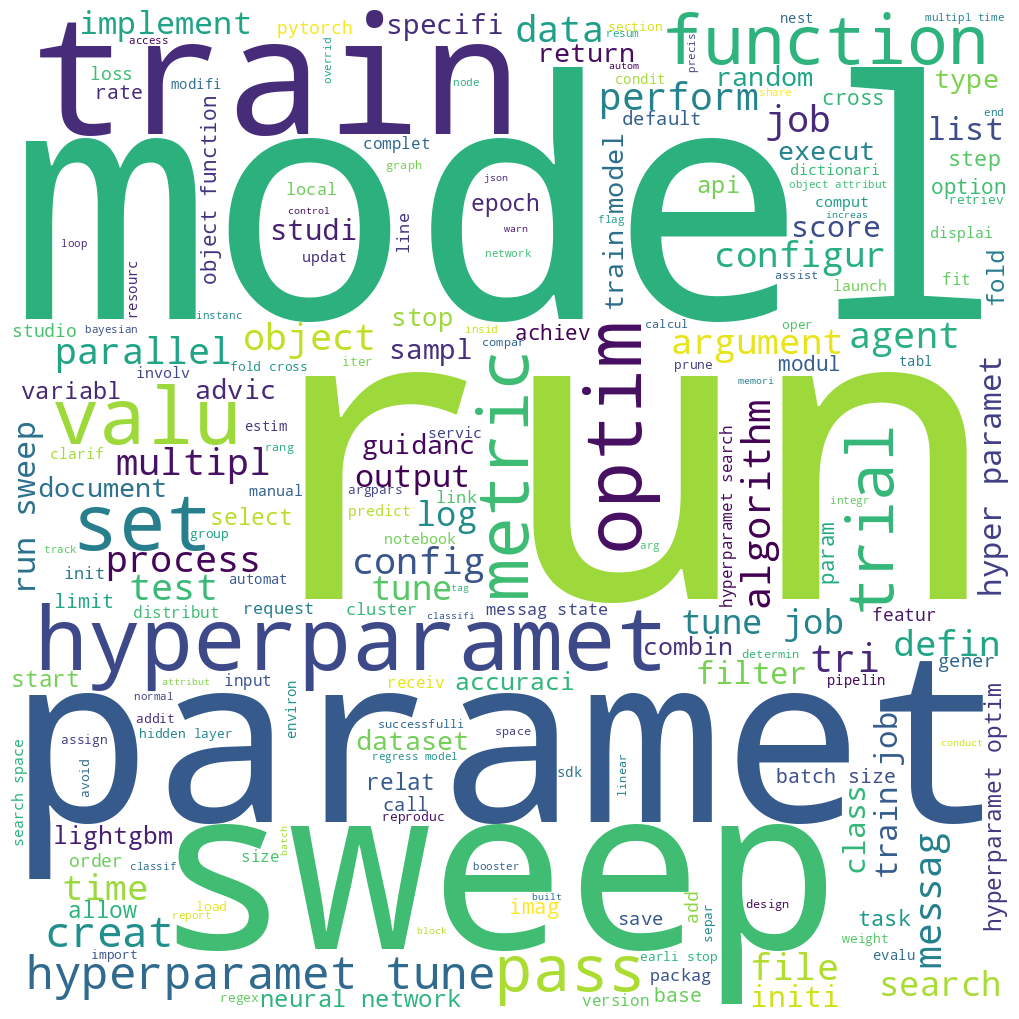 implement
train
access
pytorch
specifi
overrid
data
return
resum
section
function
precis
nest
multipl time
loss
rate
modifi
node
condit
autom
perform
default
share
random
cross
job
type
list
end
model
object function
complet
graph
local
control
studi
updat
line
json
epoch
warn
network
flag
train model
api
execut
dictionari
object attribut
comput
increas
score
configur
assist
launch
step
option
retriev
displai
fit
fold
loop
resourc
instanc
studio
bayesian
parallel
involv
variabl
advic
object
fold cross
stop
iter
sampl
insid
compar
achiev
calcul
argument
prune
oper
modul
agent
tabl
run
valu
estim
clarif
rang
multipl
document
manual
set
select
group
guidanc
servic
output
argpars
link
predict
log
notebook
metric
optim
arg
memori
hyperparamet search
algorithm
integr
param
trial
hyper paramet
run sweep
track
process
init
test
automat
limit
distribut
request
config
tune
tag
cluster
classifi
messag state
hyperparamet
tune job
combin
determin
filter
tri
pipelin
featur
defin
gener
start
attribut
input
environ
receiv
accuraci
paramet
normal
addit
hidden layer
assign
avoid
successfulli
dataset
regress model
space
relat
call
reproduc
sdk
linear
batch size
conduct
train job
class
hyperparamet optim
search space
lightgbm
order
classif
size
batch
sweep
booster
built
design
time
allow
report
load
block
imag
save
add
separ
creat
import
task
weight
evalu
messag
hyperparamet tune
pass
earli stop
packag
file
search
regex
neural network
version
base
initi